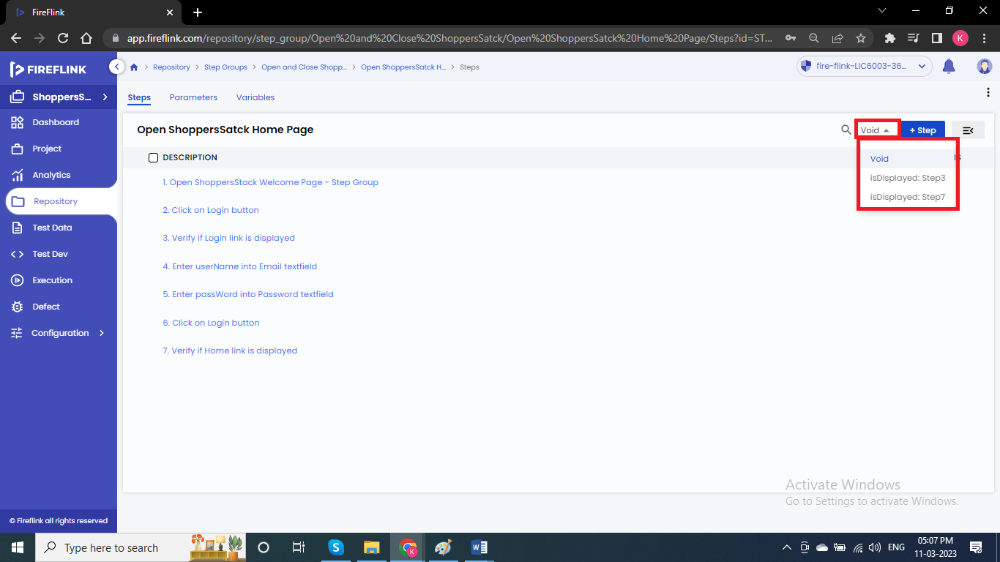 FireFlink
app.fireflink.com/repository/step_group/Open%20and%20Close%20ShoppersSatck/Open%20ShoppersSatck%20Home%20Page/Steps?id=ST...
K
FIREFLINK
Repository
Step Groups
Open and Close Shopp...
Open ShoppersSatck H...
Steps
fire-flink-LIC6003-36...
ShoppersS...
Steps
Parameters
Variables
Dashboard
Project
Analytics
Repository
Test Data
Test Dev
Execution
Defect
Configuration
Open ShoppersSatck Home Page
Void
+ Step
DESCRIPTION
Void
isDisplayed: Step3
isDisplayed: Step7
1. Open ShoppersStack Welcome Page - Step Group
2. Click on Login button
3. Verify if Login link is displayed
4. Enter userName into Email textfield
5. Enter passWord into Password textfield
6. Click on Login button
7. Verify if Home link is displayed
Activate Windows
Go to Settings to activate Windows.
© Fireflink all rights reserved
Type here to search
ENG
05:07 PM
11-03-2023